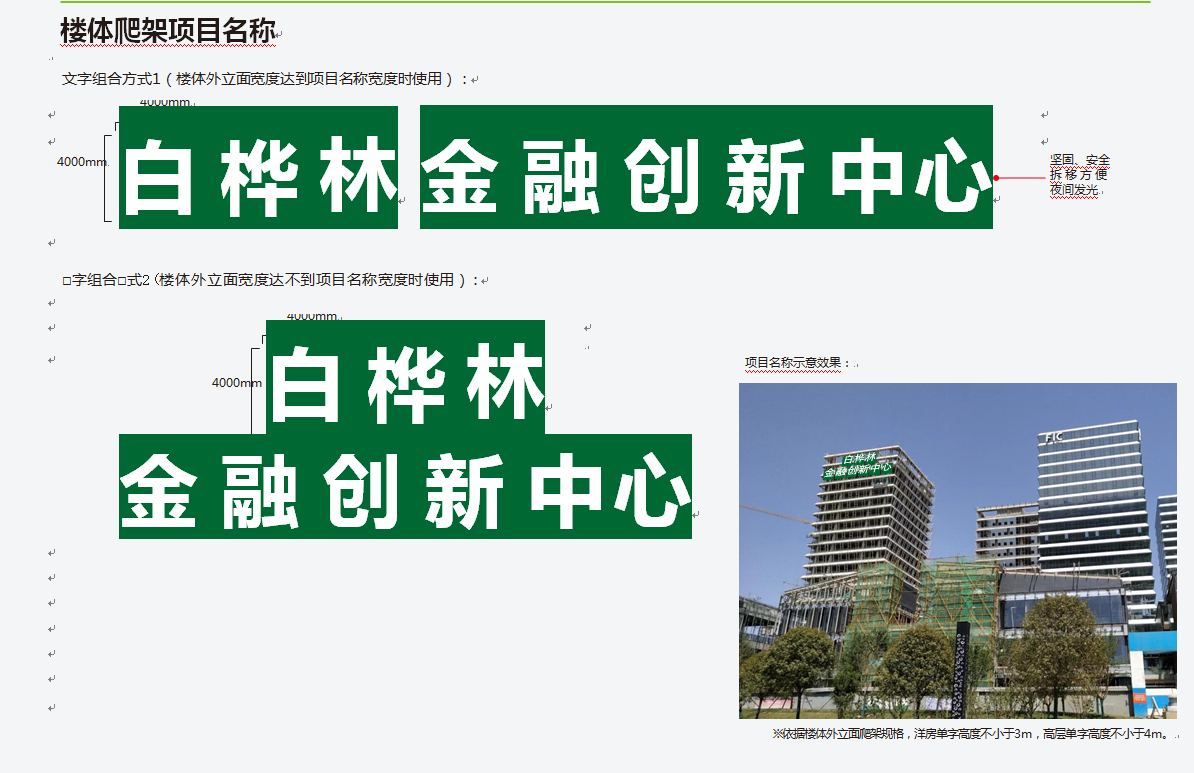 楼体爬架项目名称
文字组合方式1（楼体外立面宽度达到项目名称宽度时使用）：
4000mm
4000mm
白桦林 金融创新中心
坚固、安全
拆移方便
夜间发光
□字组合□式2（楼体外立面宽度达不到项目名称宽度时使用）：
4000mm
4000mm
白桦林
金融创新中心
项目名称示意效果：
白桦林
金融创新中心
FIC
※依据楼体外立面爬架规格，洋房单字高度不小于3m，高层单字高度不小于4m。